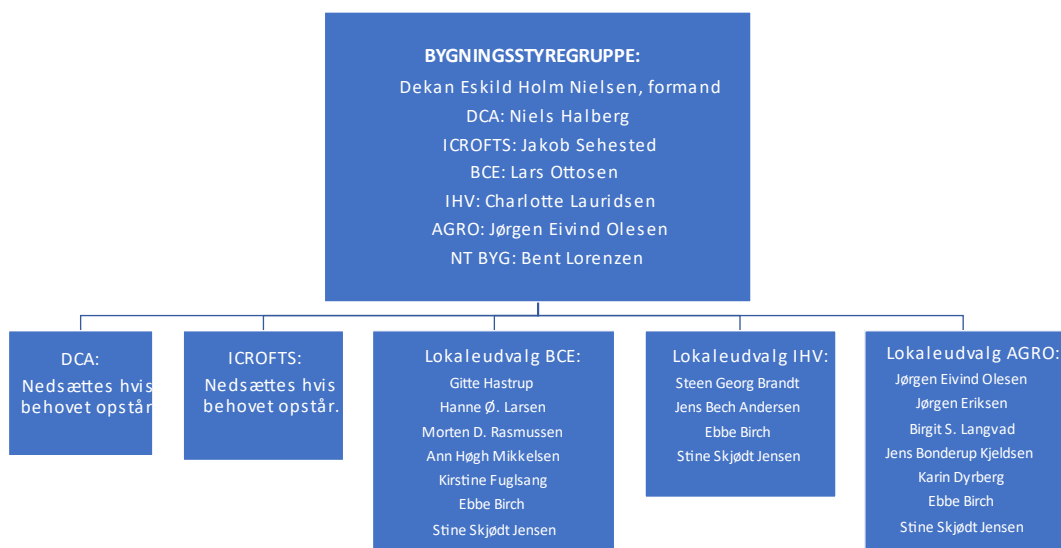 BYGNINGSSTYREGRUPPE:
Dekan Eskild Holm Nielsen, formand
DCA: Niels Halberg
ICROFTS: Jakob Sehested
BCE: Lars Ottosen
IHV: Charlotte Lauridsen
AGRO: Jørgen Eivind Olesen
NT BYG: Bent Lorenzen
DCA:
Nedsættes hvis
behovet opstår
ICROFTS:
Nedsættes hvis
behovet opstår.
Lokaleudvalg BCE:
Gitte Hastrup
Hanne Ø. Larsen
Morten D. Rasmussen
Ann Høgh Mikkelsen
Kirstine Fuglsang
Ebbe Birch
Stine Skjødt Jensen
Lokaleudvalg IHV:
Steen Georg Brandt
Jens Bech Andersen
Ebbe Birch
Stine Skjødt Jensen
Lokaleudvalg AGRO:
Jørgen Eivind Olesen
Jørgen Eriksen
Birgit S. Langvad
Jens Bonderup Kjeldsen
Karin Dyrberg
Ebbe Birch
Stine Skjødt Jensen